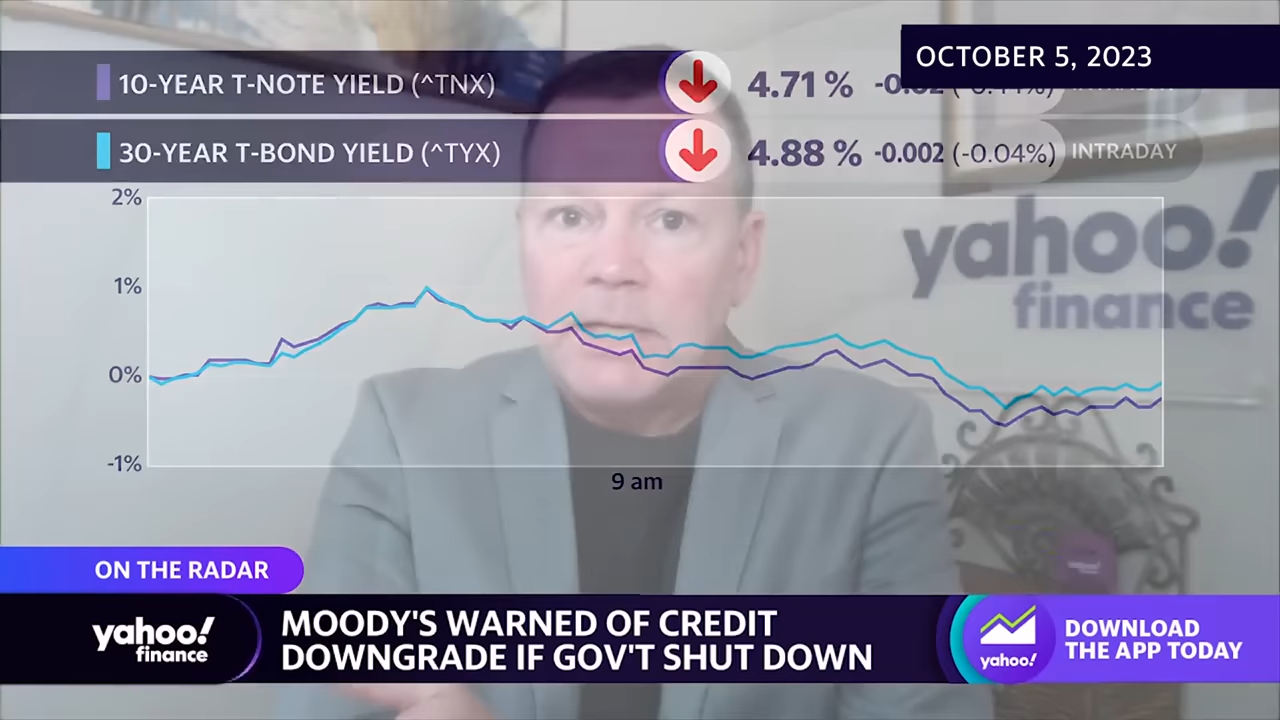 OCTOBER 5, 2023
10-YEAR T-NOTE YIELD (^TNX) 4.71%
30-YEAR T-BOND YIELD (^TYX) 4.88% -0.002 (-0.04%) INTRADAY
2%
1%
0%
-1%
9 am
yahoo!
finance
ON THE RADAR
yahoo!
finance
MOODY'S WARNED OF CREDIT
DOWNGRADE IF GOV'T SHUT DOWN
yahoo!
DOWNLOAD
THE APP TODAY